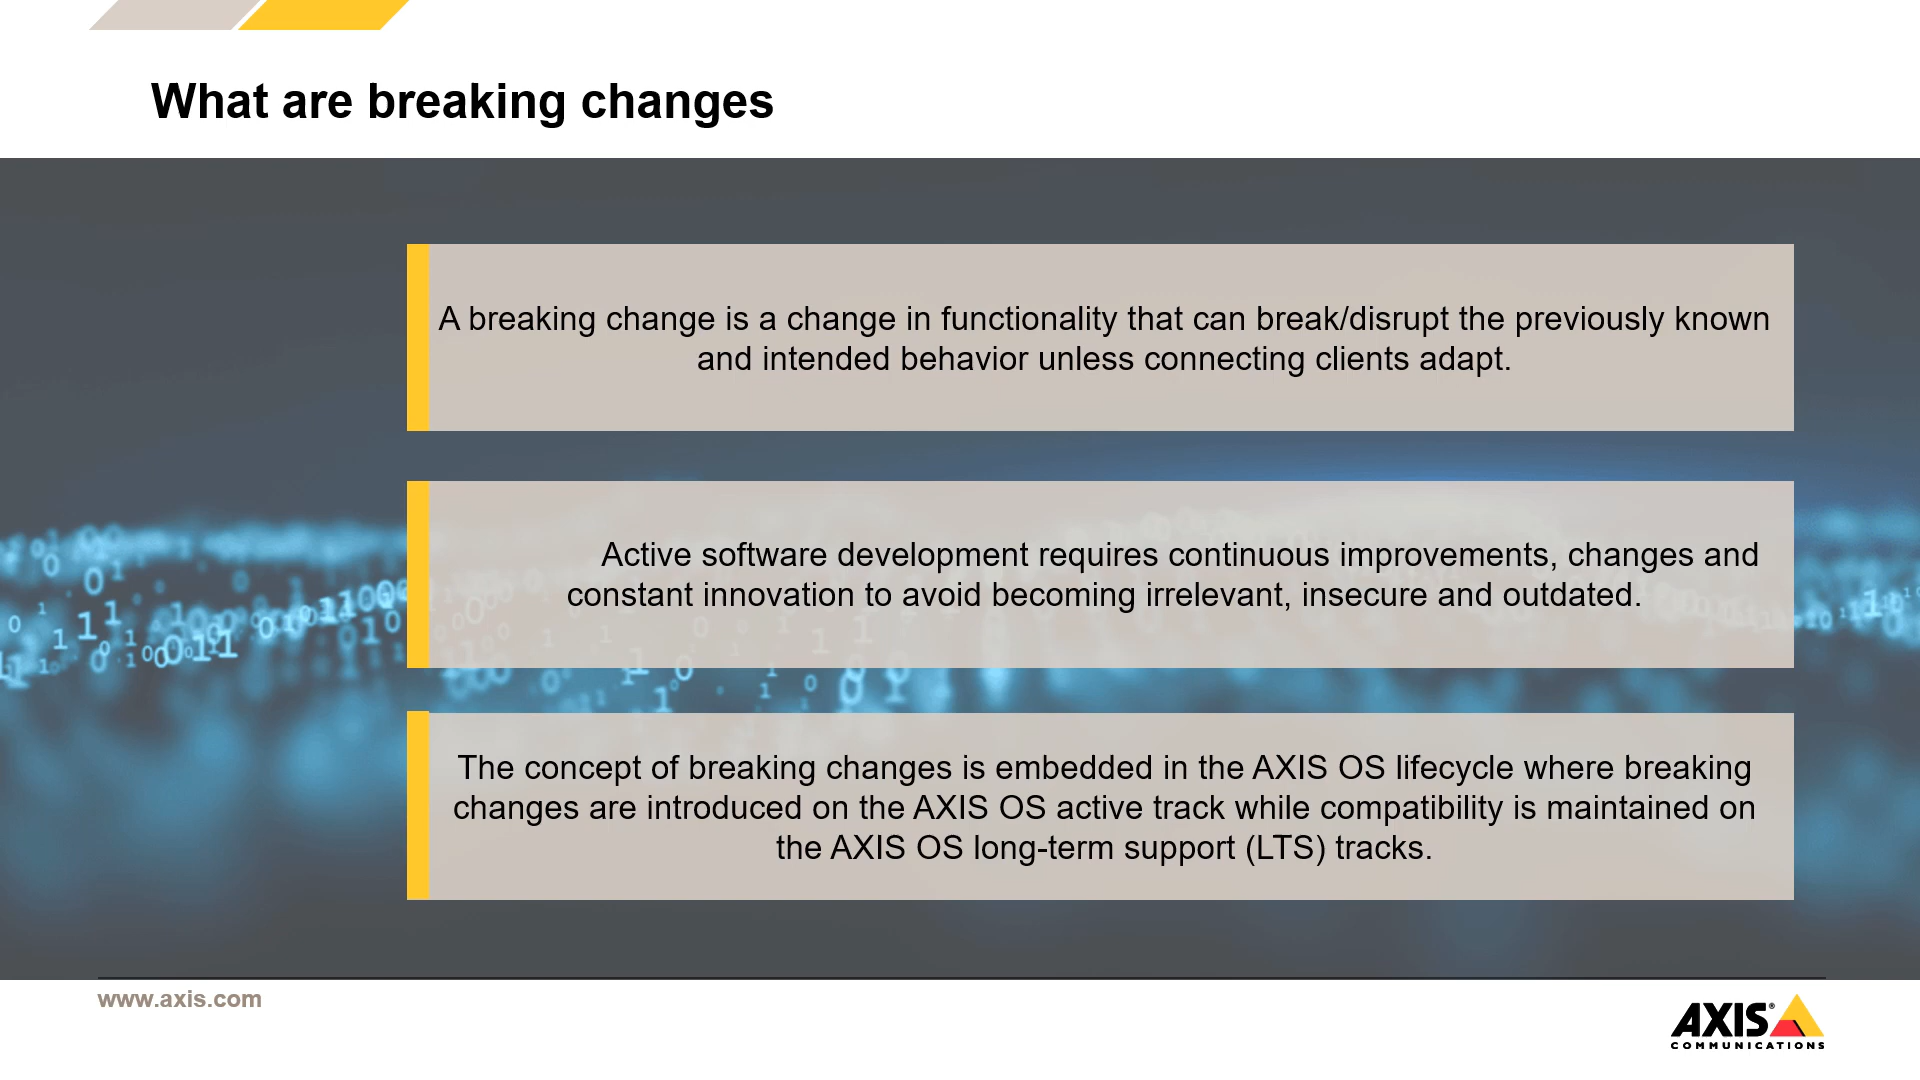 What are breaking changes
A breaking change is a change in functionality that can break/disrupt the previously known
and intended behavior unless connecting clients adapt.
Active software development requires continuous improvements, changes and
constant innovation to avoid becoming irrelevant, insecure and outdated.
The concept of breaking changes is embedded in the AXIS OS lifecycle where breaking
changes are introduced on the AXIS OS active track while compatibility is maintained on
the AXIS OS long-term support (LTS) tracks.
www.axis.com
AXIS®
COMMUNICATIONS